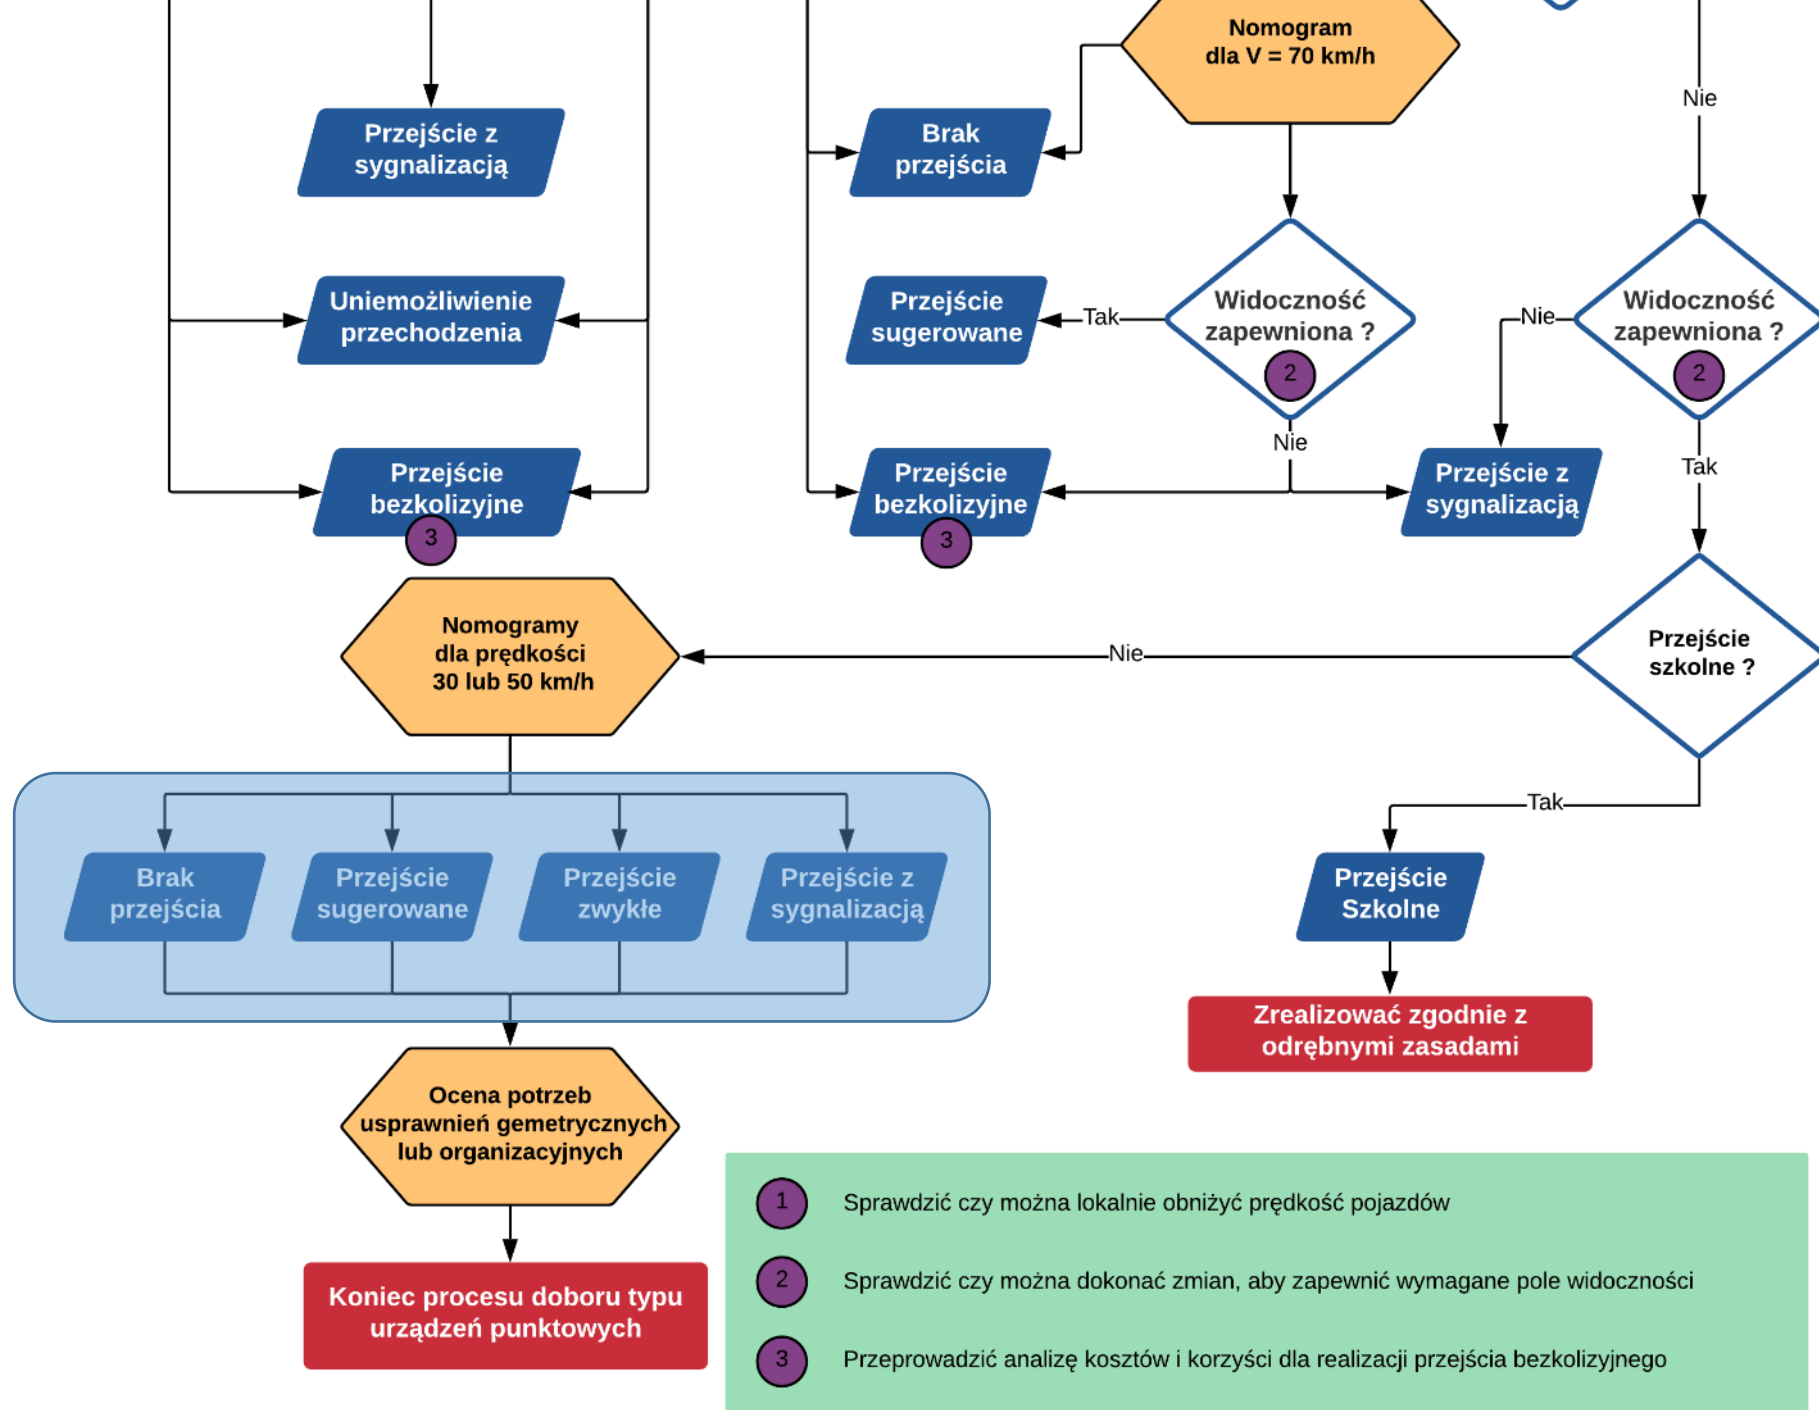 Nomogram
dla V = 70 km/h
Nie
Przejście z
sygnalizacją
Brak
przejścia
Uniemożliwienie
przechodzenia
Przejście
sugerowane
Tak
Widoczność
zapewniona ?
2
Nie
Widoczność
zapewniona ?
2
Nie
Tak
Przejście
bezkolizyjne
3
Przejście
bezkolizyjne
3
Przejście z
sygnalizacją
Nomogramy
dla prędkości
30 lub 50 km/h
Nie
Przejście
szkolne ?
Tak
Brak
przejścia
Przejście
sugerowane
Przejście
zwykłe
Przejście z
sygnalizacją
Przejście
Szkolne
Zrealizować zgodnie z
odrębnymi zasadami
Ocena potrzeb
usprawnień gemetrycznych
lub organizacyjnych
Koniec procesu doboru typu
urządzeń punktowych
1 Sprawdzić czy można lokalnie obniżyć prędkość pojazdów
2 Sprawdzić czy można dokonać zmian, aby zapewnić wymagane pole widoczności
3 Przeprowadzić analizę kosztów i korzyści dla realizacji przejścia bezkolizyjnego